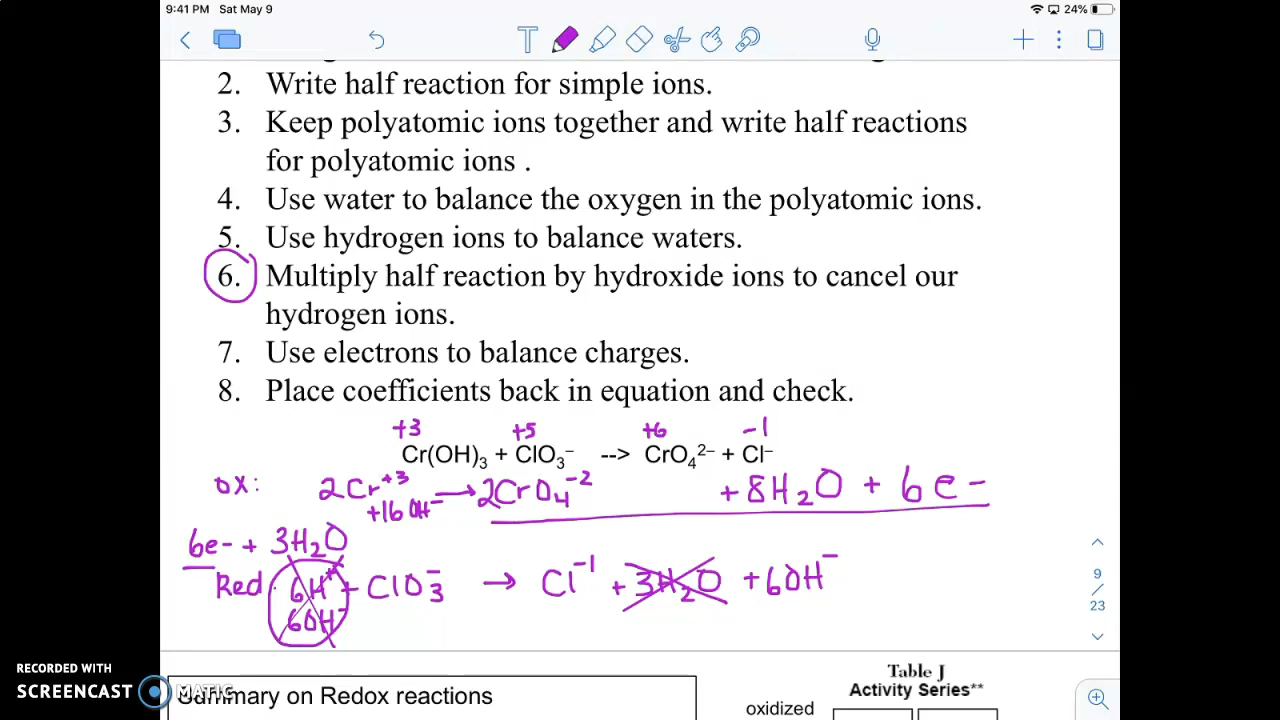 9:41 PM Sat May 9
24%
2. Write half reaction for simple ions.
3. Keep polyatomic ions together and write half reactions
for polyatomic ions .
4. Use water to balance the oxygen in the polyatomic ions.
5. Use hydrogen ions to balance waters.
6. Multiply half reaction by hydroxide ions to cancel our
hydrogen ions.
7. Use electrons to balance charges.
8. Place coefficients back in equation and check.
+3 +5 +6 -1
Cr(OH)₃ + ClO₃⁻ --> CrO₄²⁻ + Cl⁻
OX: 2Cr⁺³ → 2CrO₄⁻² + 8H₂O + 6e-
+16OH⁻
6e- + 3H₂O
Red: 6H⁺ + ClO₃⁻ → Cl⁻¹ + 3H₂O + 6OH⁻
6OH⁻
9
/
23
RECORDED WITH
SCREENCAST MATIC
Summary on Redox reactions
Table J
Activity Series**
oxidized